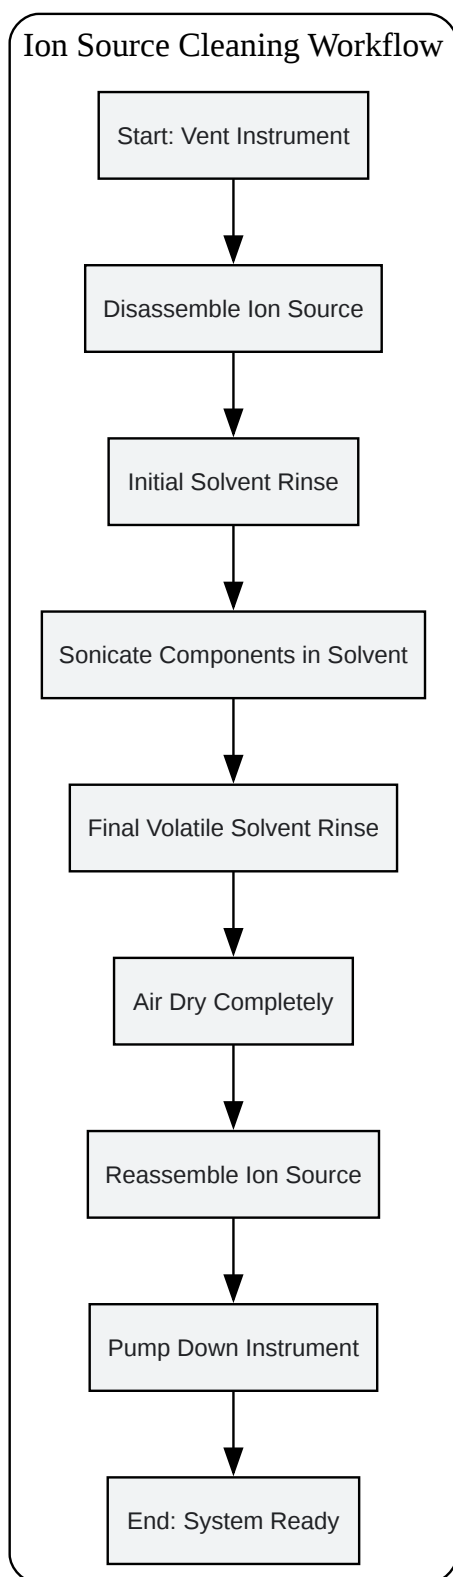 Ion Source Cleaning Workflow
Start: Vent Instrument
Disassemble Ion Source
Initial Solvent Rinse
Sonicate Components in Solvent
Final Volatile Solvent Rinse
Air Dry Completely
Reassemble Ion Source
Pump Down Instrument
End: System Ready